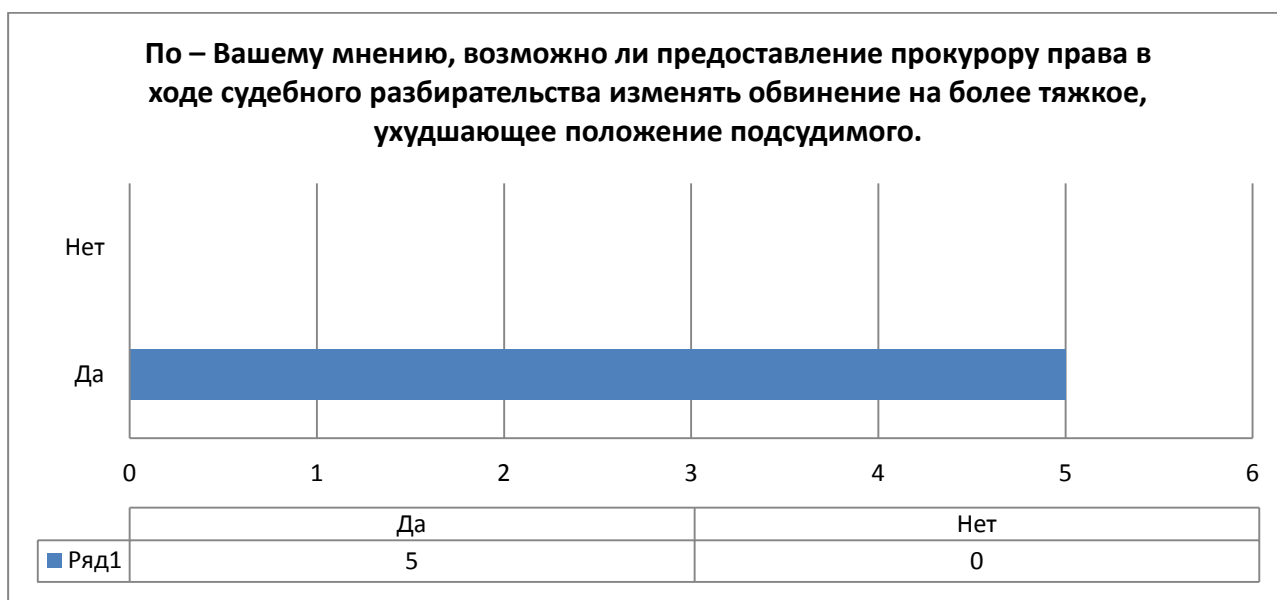 По – Вашему мнению, возможно ли предоставление прокурору права в
ходе судебного разбирательства изменять обвинение на более тяжкое,
ухудшающее положение подсудимого.
Нет
Да
0 1 2 3 4 5 6
Да Нет
Ряд1 5 0